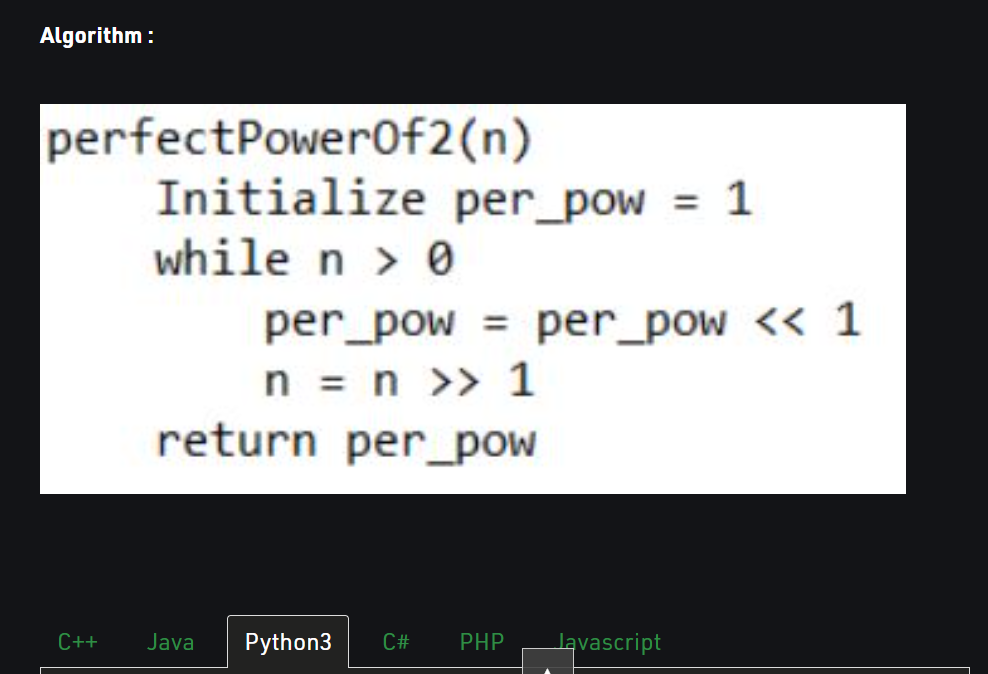 Algorithm :
perfectPowerOf2(n)
Initialize per_pow = 1
while n > 0
per_pow = per_pow << 1
n = n >> 1
return per_pow
C++ Java Python3 C# PHP Javascript